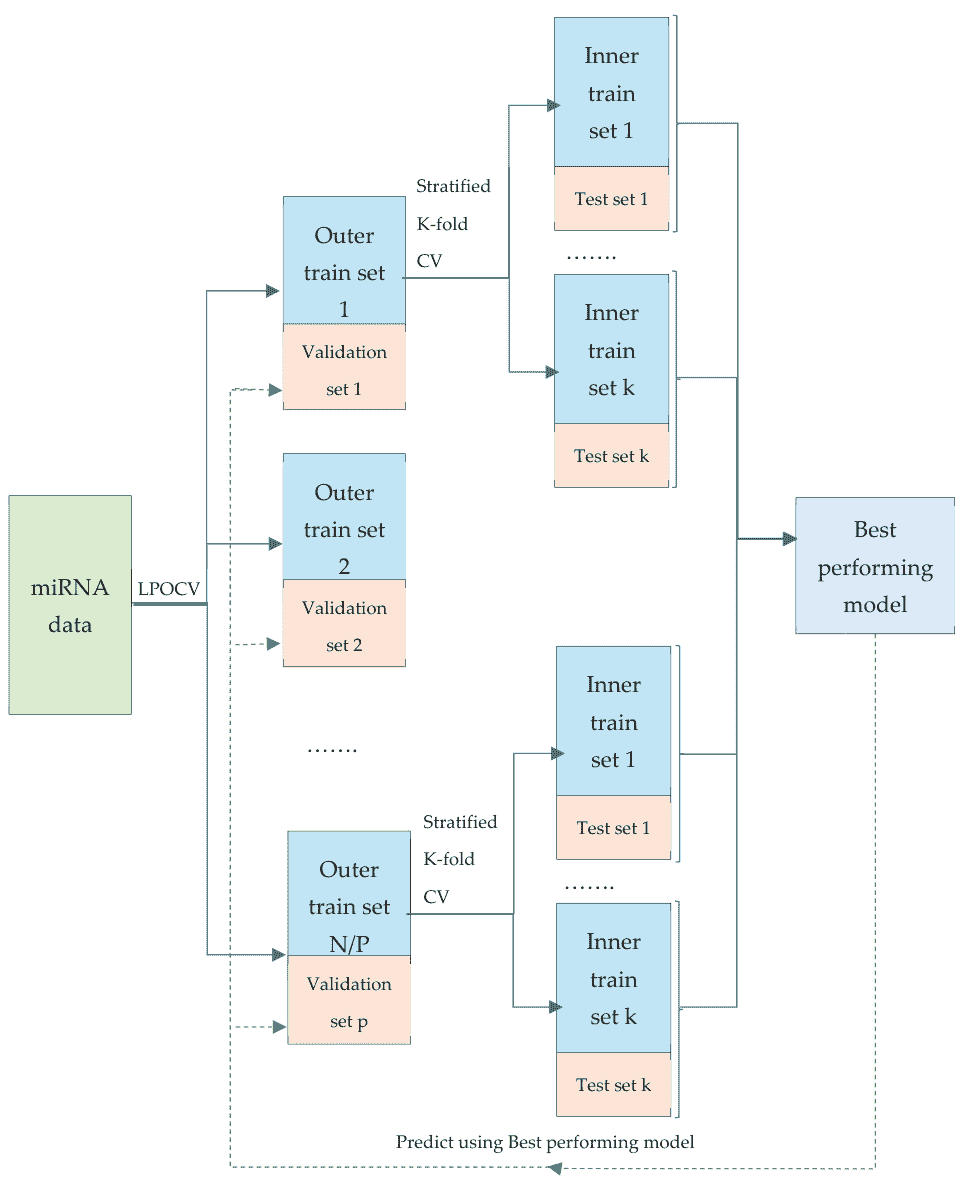 miRNA
data
LPOCV
Outer
train set
1
Validation
set 1
Stratified
K-fold
CV
Inner
train
set 1
Test set 1
.......
Inner
train
set k
Test set k
Outer
train set
2
Validation
set 2
.......
Outer
train set
N/P
Validation
set p
Stratified
K-fold
CV
Inner
train
set 1
Test set 1
.......
Inner
train
set k
Test set k
Best
performing
model
Predict using Best performing model